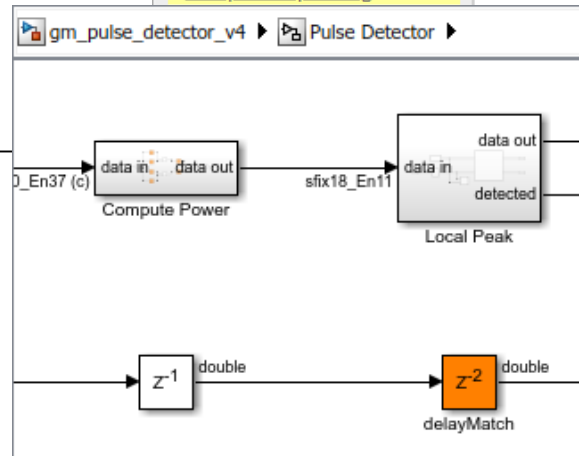 gm_pulse_detector_v4 Pulse Detector
data in data out
0_En37 (c)
Compute Power
sfix18_En11
data in
data out
detected
Local Peak
Z-1
double
Z-2
double
delayMatch